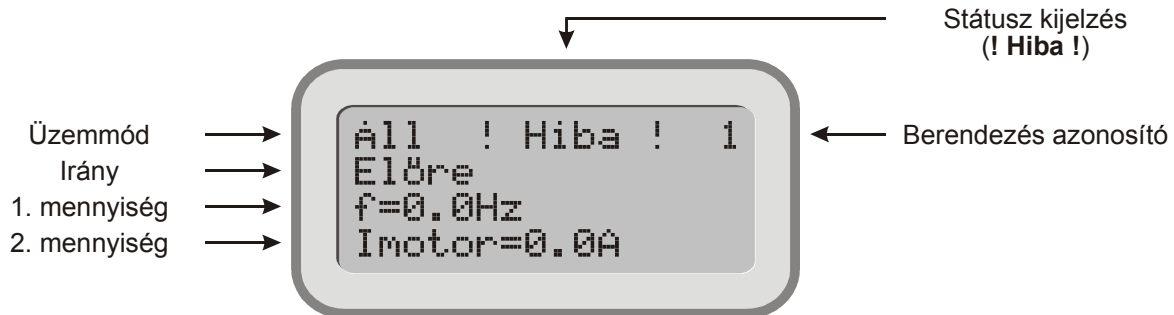 Státusz kijelzés
(! Hiba !)
Üzemmód
Irány
1. mennyiség
2. mennyiség
Áll ! Hiba ! 1
Előre
f=0.0Hz
Imotor=0.0A
Berendezés azonosító